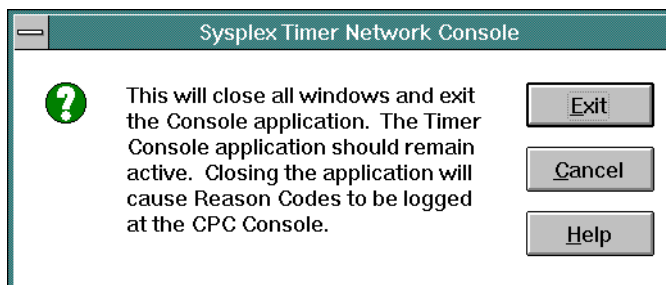 Sysplex Timer Network Console
This will close all windows and exit
the Console application. The Timer
Console application should remain
active. Closing the application will
cause Reason Codes to be logged
at the CPC Console.
Exit
Cancel
Help